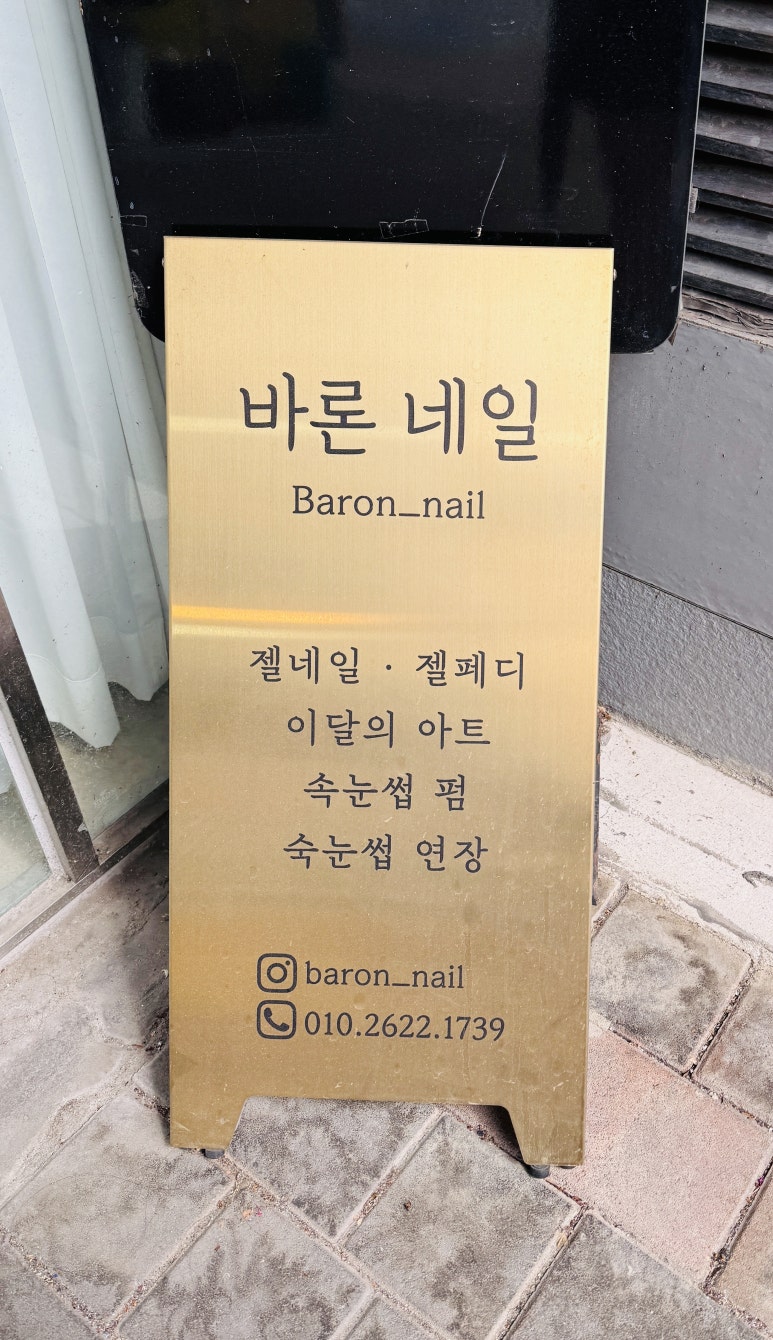 바론 네일
Baron_nail
젤네일 · 젤페디
이달의 아트
속눈썹 펌
숙눈썹 연장
baron_nail
010.2622.1739